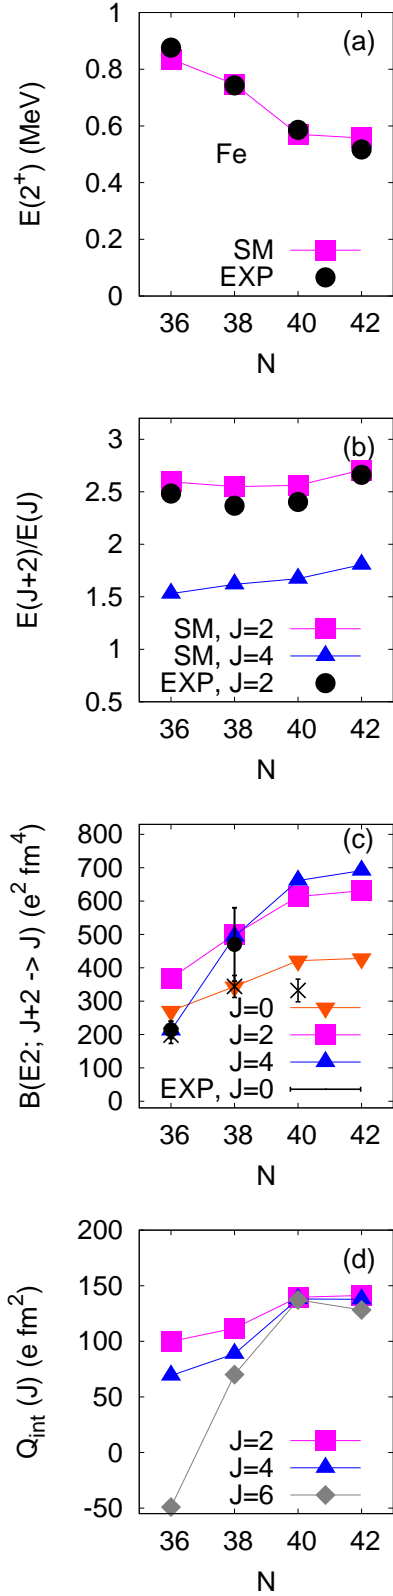 1
(a)
0.8
0.6
Fe
0.4
0.2
SM
EXP
0
E(2⁺) (MeV)
36 38 40 42
N
3
(b)
2.5
2
1.5
1
0.5
E(J+2)/E(J)
SM, J=2
SM, J=4
EXP, J=2
36 38 40 42
N
800
(c)
700
600
500
400
300
200
100
0
B(E2; J+2 -> J) (e² fm⁴)
J=0
J=2
J=4
EXP, J=0
36 38 40 42
N
200
(d)
150
100
50
0
-50
Q_int (J) (e fm²)
J=2
J=4
J=6
36 38 40 42
N